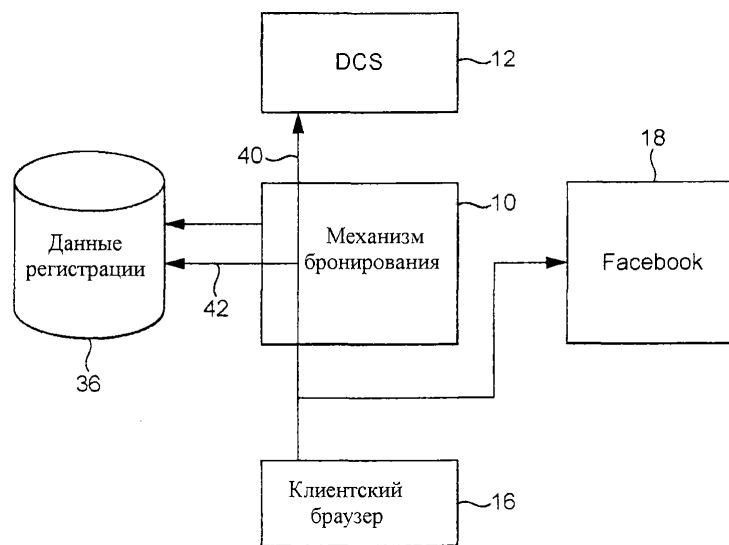 DCS
12
40
18
10
Данные
регистрации
Механизм
бронирования
Facebook
42
36
Клиентский
браузер
16